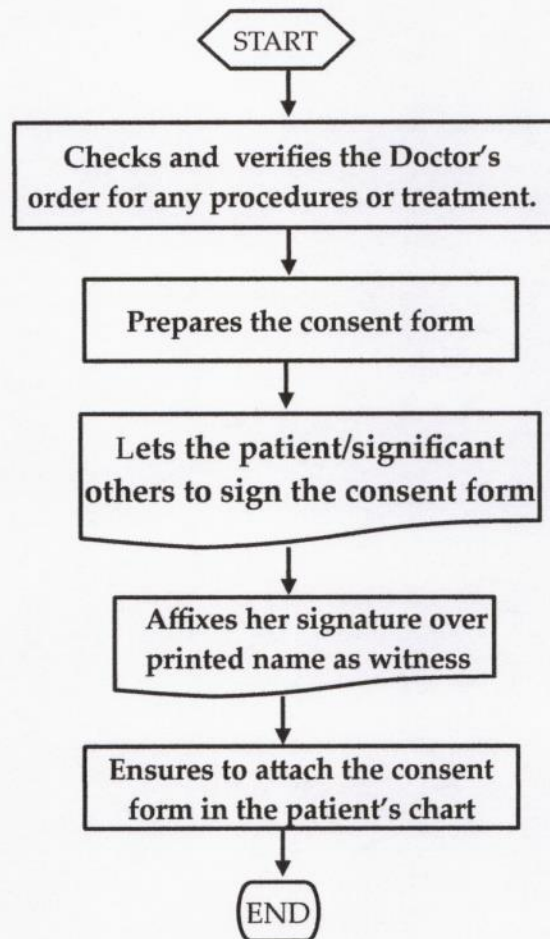 START
Checks and verifies the Doctor's
order for any procedures or treatment.
Prepares the consent form
Lets the patient/significant
others to sign the consent form
Affixes her signature over
printed name as witness
Ensures to attach the consent
form in the patient's chart
END